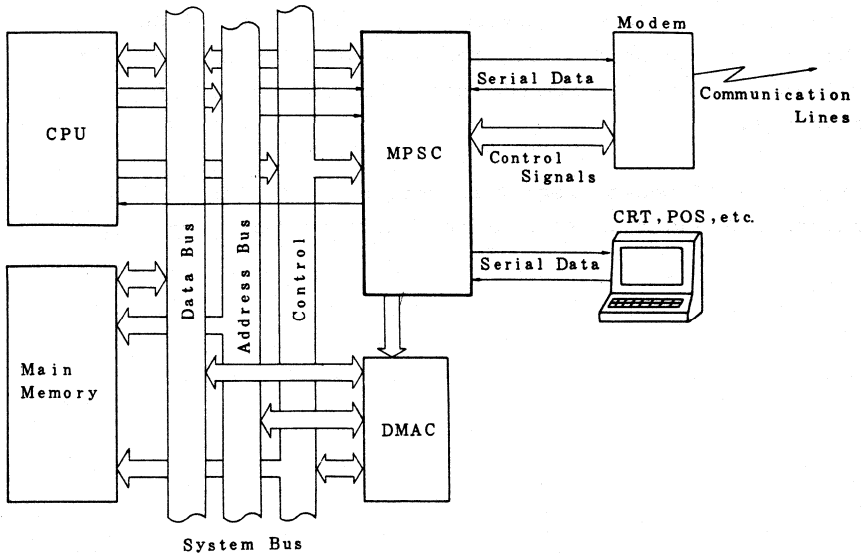 Modem
CPU
MPSC
Serial Data
Communication
Lines
Control
Signals
CRT, POS, etc.
Serial Data
Data Bus
Address Bus
Control
Main
Memory
DMAC
System Bus